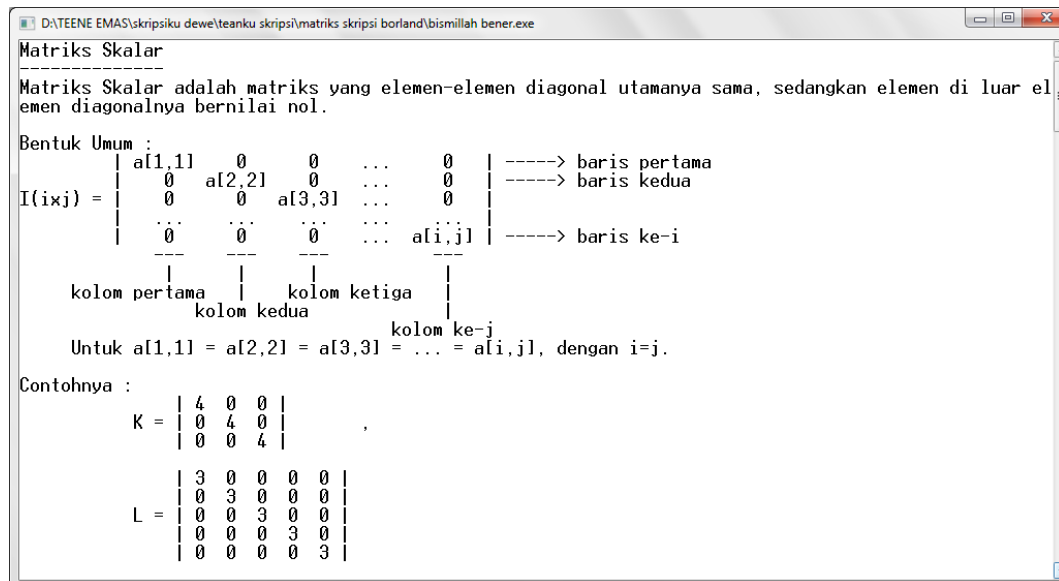 D:\TEENE EMAS\skripsiku dewe\teanku skripsi\matriks skripsi borland\bismillah bener.exe
Matriks Skalar
--------------
Matriks Skalar adalah matriks yang elemen-elemen diagonal utamanya sama, sedangkan elemen di luar el
emen diagonalnya bernilai nol.
Bentuk Umum :
| a[1,1] 0 0 ... 0 | -----> baris pertama
| 0 a[2,2] 0 ... 0 | -----> baris kedua
I(ixj) = | 0 0 a[3,3] ... 0 |
| ... ... ... ... ... |
| 0 0 0 ... a[i,j] | -----> baris ke-i
--- --- --- ---
| | | |
kolom pertama | kolom ketiga |
kolom kedua |
kolom ke-j
Untuk a[1,1] = a[2,2] = a[3,3] = ... = a[i,j], dengan i=j.
Contohnya :
| 4 0 0 |
K = | 0 4 0 | ,
| 0 0 4 |
| 3 0 0 0 0 |
| 0 3 0 0 0 |
L = | 0 0 3 0 0 |
| 0 0 0 3 0 |
| 0 0 0 0 3 |